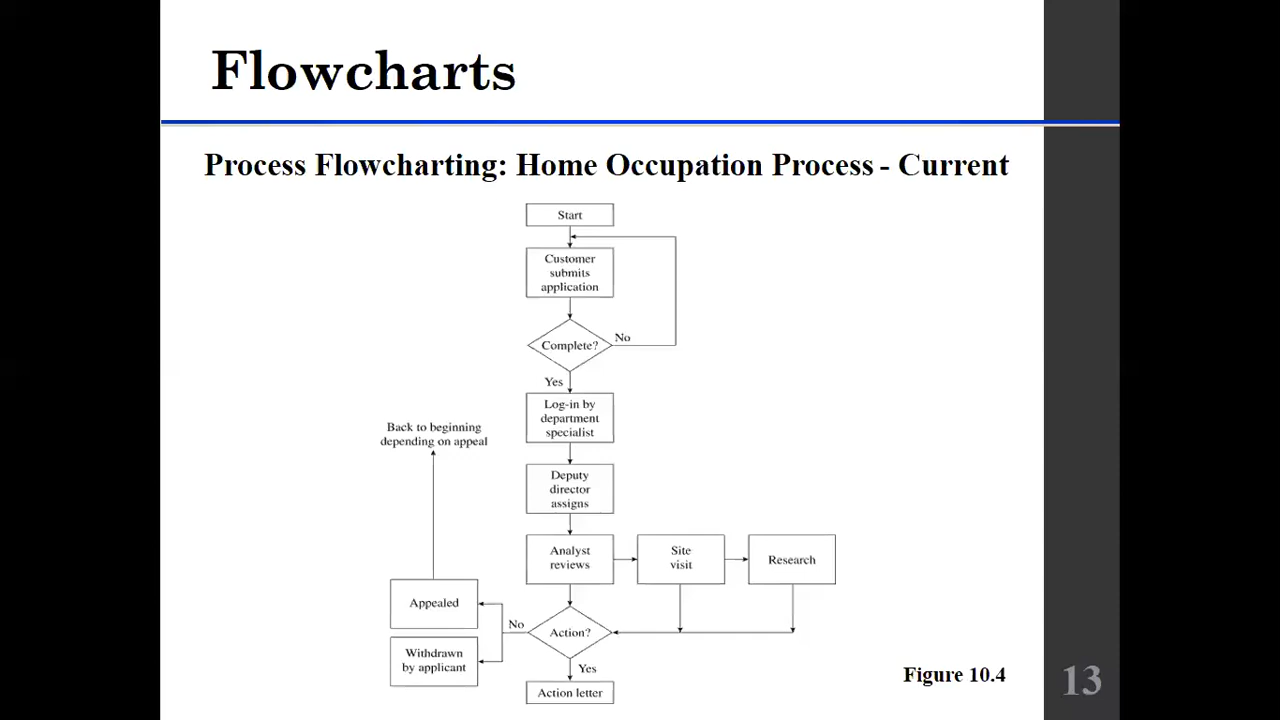 Flowcharts
Process Flowcharting: Home Occupation Process - Current
Start
Customer
submits
application
Complete?
No
Yes
Log-in by
department
specialist
Back to beginning
depending on appeal
Deputy
director
assigns
Analyst
reviews
Site
visit
Research
Appealed
No
Action?
Withdrawn
by applicant
Yes
Action letter
Figure 10.4
13